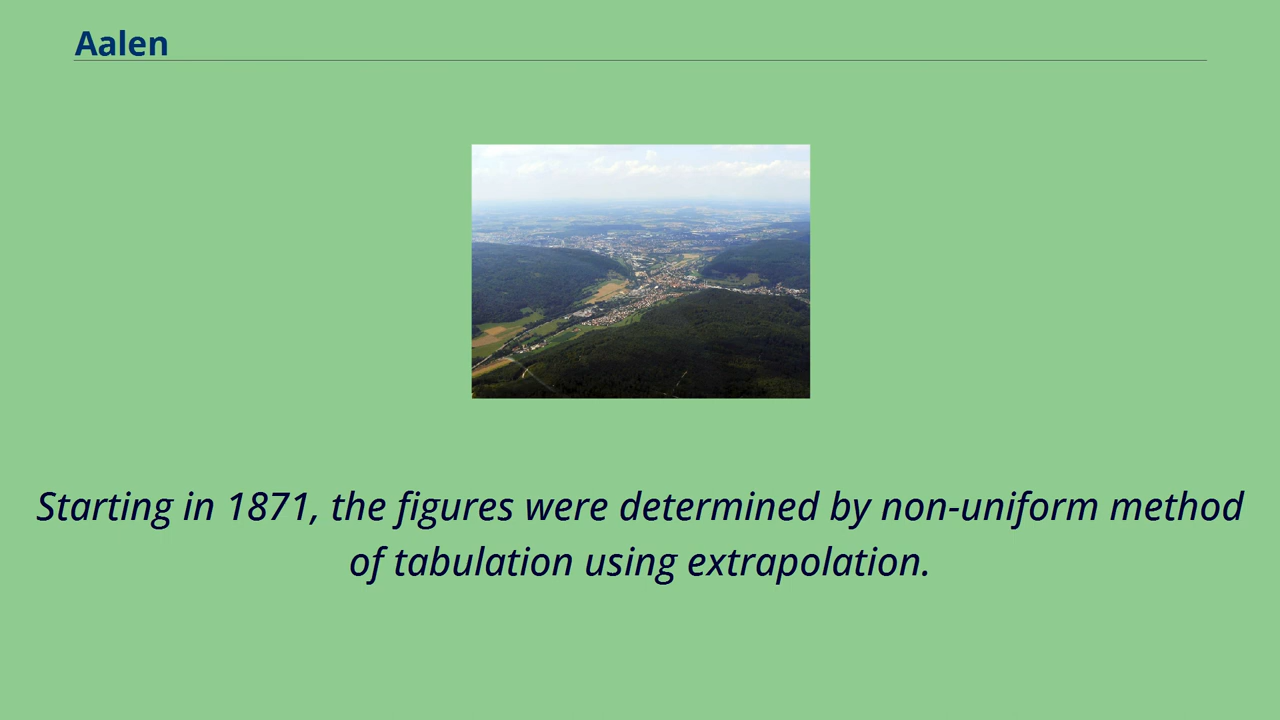 Aalen
Starting in 1871, the figures were determined by non-uniform method
of tabulation using extrapolation.